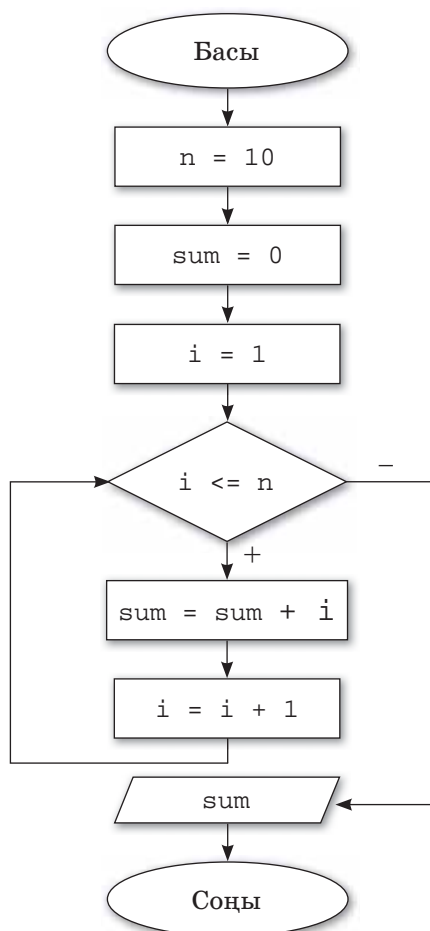 Басы
n = 10
sum = 0
i = 1
i <= n
−
+
sum = sum + i
i = i + 1
sum
Соңы